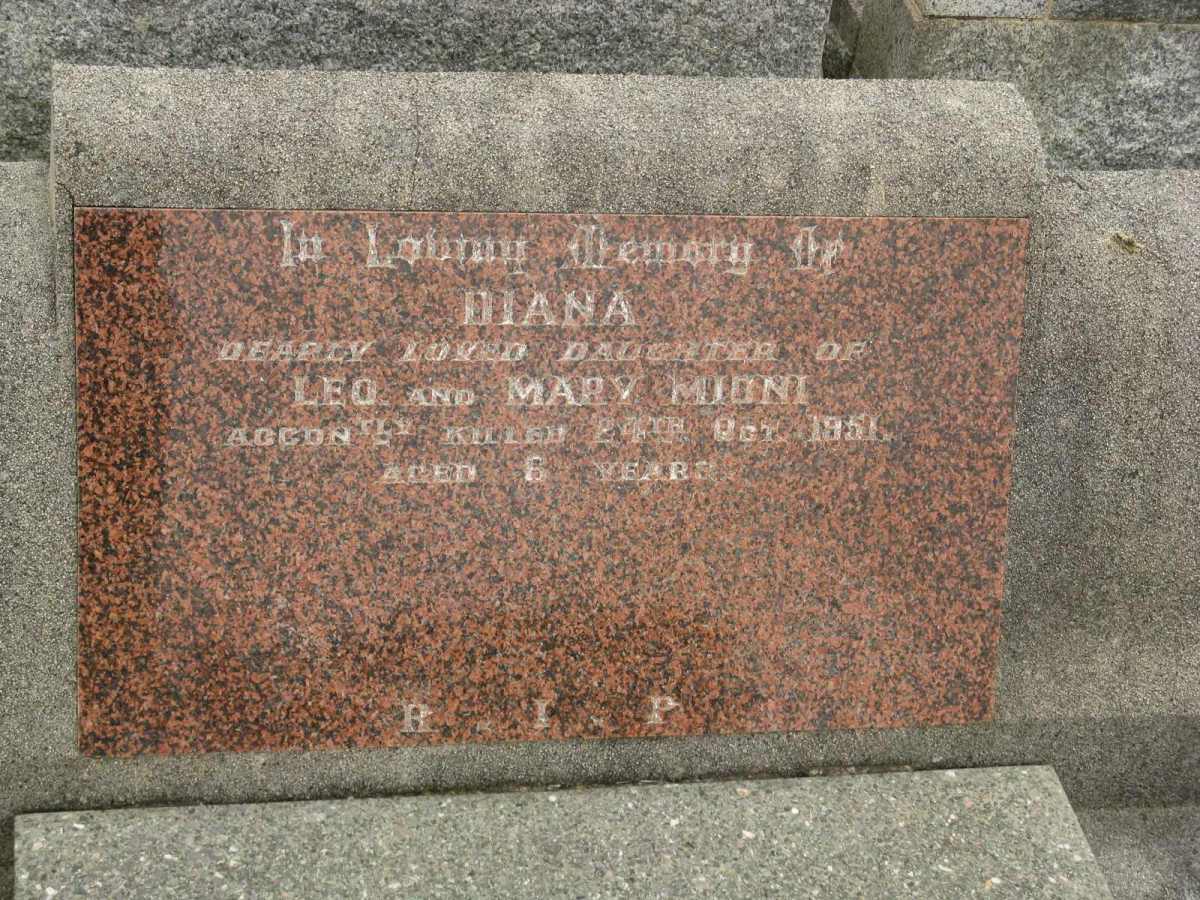 In Loving Memory Of
DIANA
DEARLY LOVED DAUGHTER OF
LEO AND MARY
ACCDNTLY KILLED OCT. 1951.
AGED 6 YEARS
R . I . P